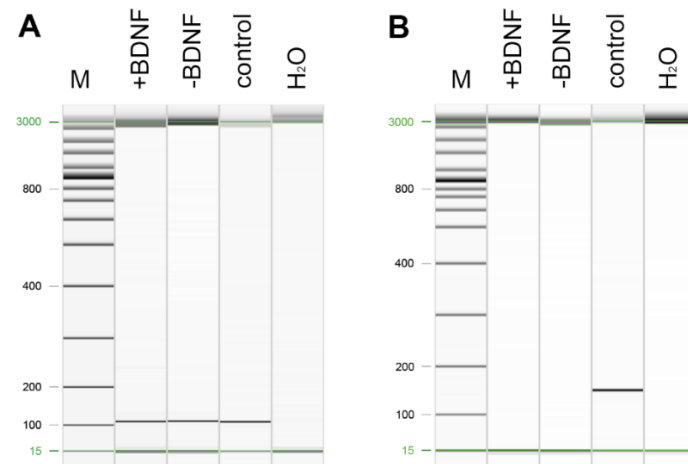 A
M
+BDNF
-BDNF
control
H₂O
3000
800
400
200
100
15
B
M
+BDNF
-BDNF
control
H₂O
3000
800
400
200
100
15